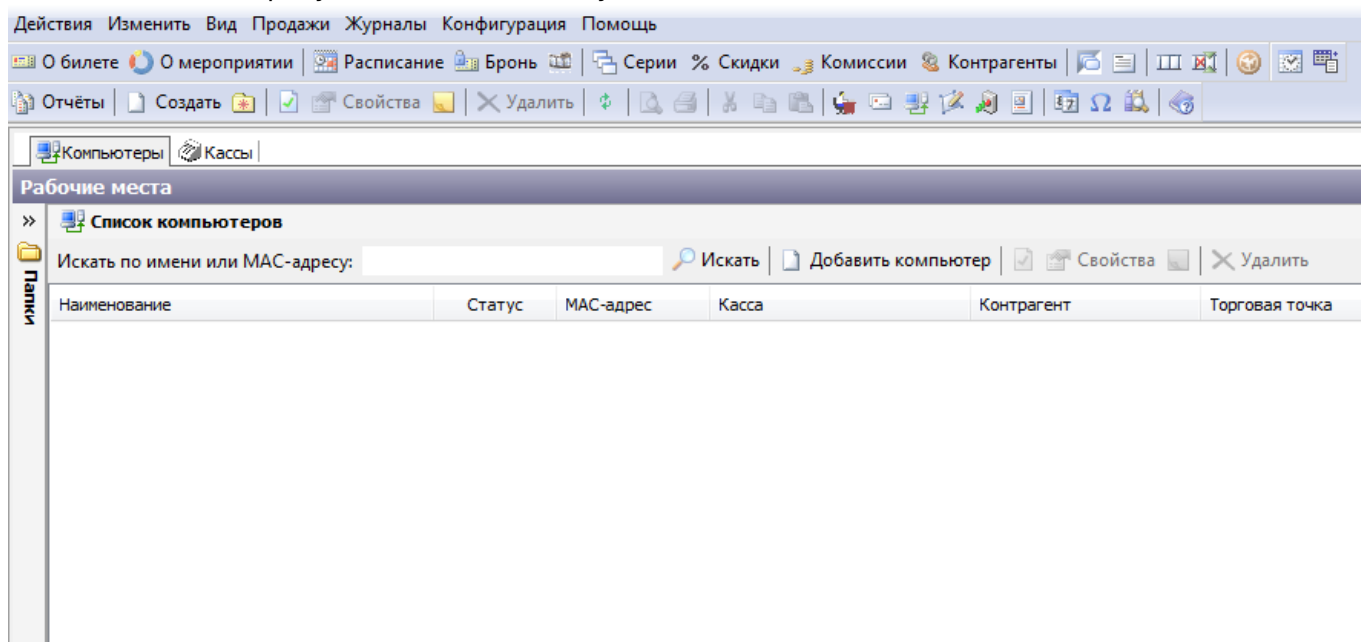 Действия Изменить Вид Продажи Журналы Конфигурация Помощь
О билете О мероприятии Расписание Бронь Серии % Скидки Комиссии Контрагенты
Отчёты Создать Свойства Удалить
Компьютеры Кассы
Рабочие места
Список компьютеров
Искать по имени или MAC-адресу: Искать Добавить компьютер Свойства Удалить
Наименование Статус MAC-адрес Касса Контрагент Торговая точка
Папки